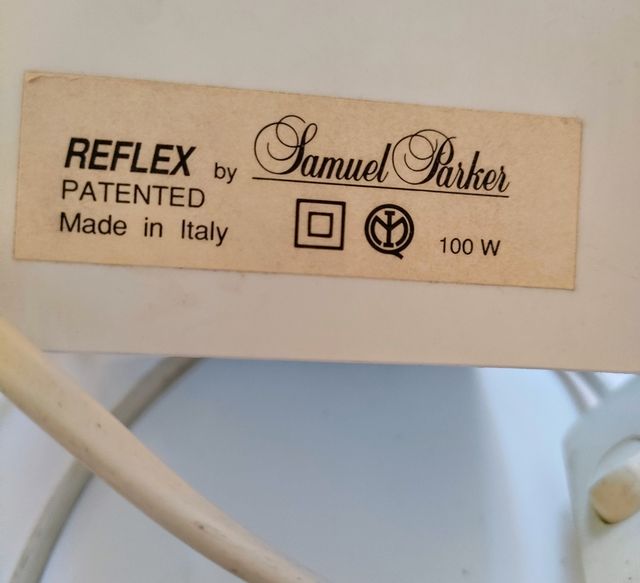 REFLEX by Samuel Parker
PATENTED
Made in Italy
100 W